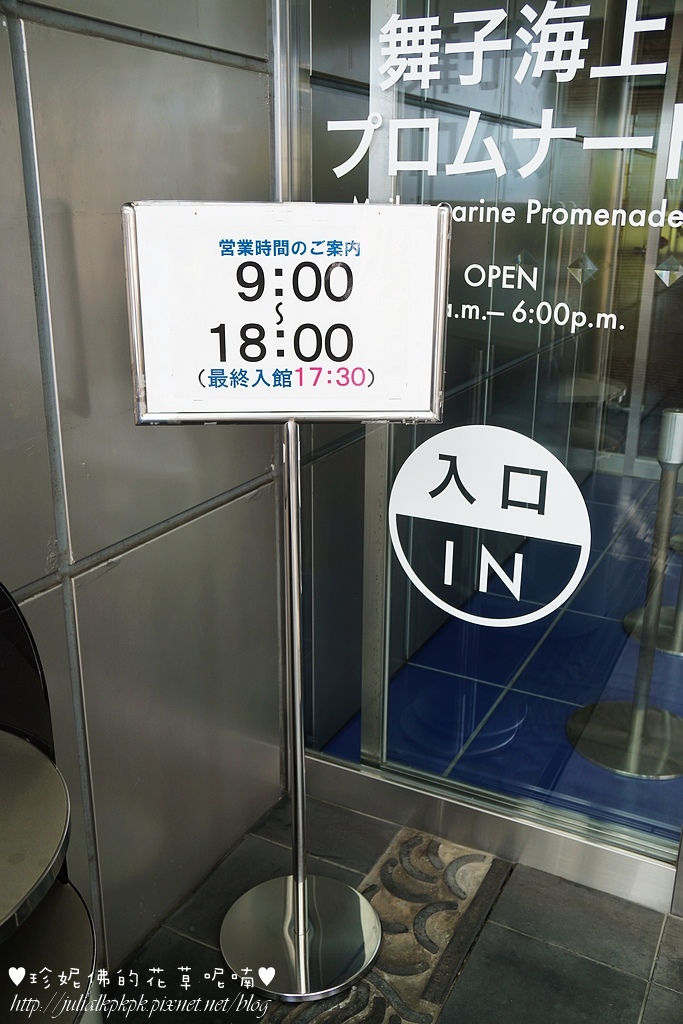 舞子海上
プロムナード
arine Promenade
OPEN
a.m.– 6:00p.m.
営業時間のご案内
9:00
〜
18:00
(最終入館17:30)
入口
IN
♥珍妮佛的花草呢喃♥
http://julialkpkpk.pixnet.net/blog